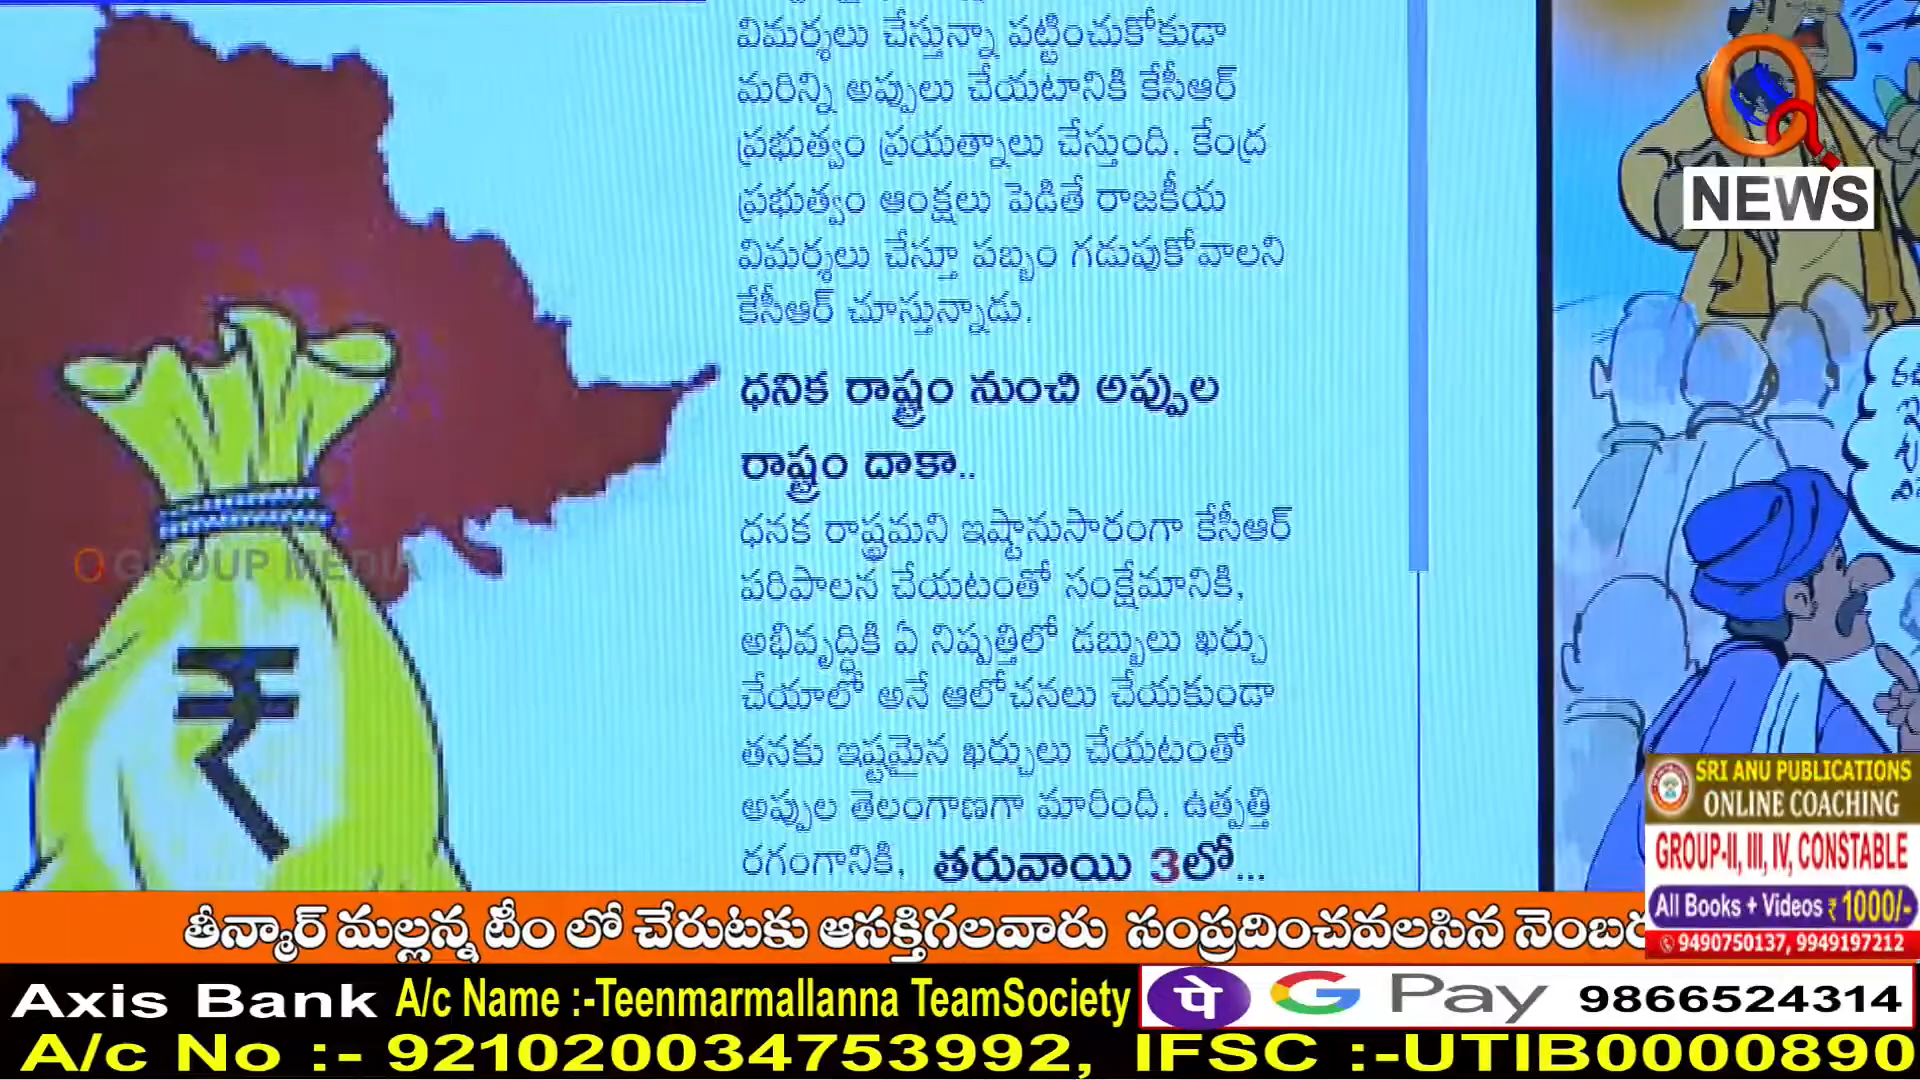 విమర్శలు చేస్తున్నా పట్టించుకోకుడా
మరిన్ని అప్పులు చేయటానికి కేసీఆర్
ప్రభుత్వం ప్రయత్నాలు చేస్తుంది. కేంద్ర
ప్రభుత్వం ఆంక్షలు పెడితే రాజకీయ
విమర్శలు చేస్తూ పబ్బం గడుపుకోవాలని
కేసీఆర్ చూస్తున్నాడు.
ధనిక రాష్ట్రం నుంచి అప్పుల
రాష్ట్రం దాకా..
ధనక రాష్ట్రమని ఇష్టానుసారంగా కేసీఆర్
పరిపాలన చేయటంతో సంక్షేమానికి,
అభివృద్ధికి ఏ నిష్పత్తిలో డబ్బులు ఖర్చు
చేయాలో అనే ఆలోచనలు చేయకుండా
తనకు ఇష్టమైన ఖర్చులు చేయటంతో
అప్పుల తెలంగాణగా మారింది. ఉత్పత్తి
రగంగానికి, తరువాయి 3లో...
₹
Q GROUP MEDIA
Q
NEWS
SRI ANU PUBLICATIONS
ONLINE COACHING
GROUP-II, III, IV, CONSTABLE
All Books + Videos ₹ 1000/-
9490750137, 9949197212
తీన్మార్ మల్లన్న టీం లో చేరుటకు ఆసక్తిగలవారు సంప్రదించవలసిన నెంబర
Axis Bank A/c Name :-Teenmarmallanna TeamSociety
पे G Pay 9866524314
A/c No :- 921020034753992, IFSC :-UTIB0000890